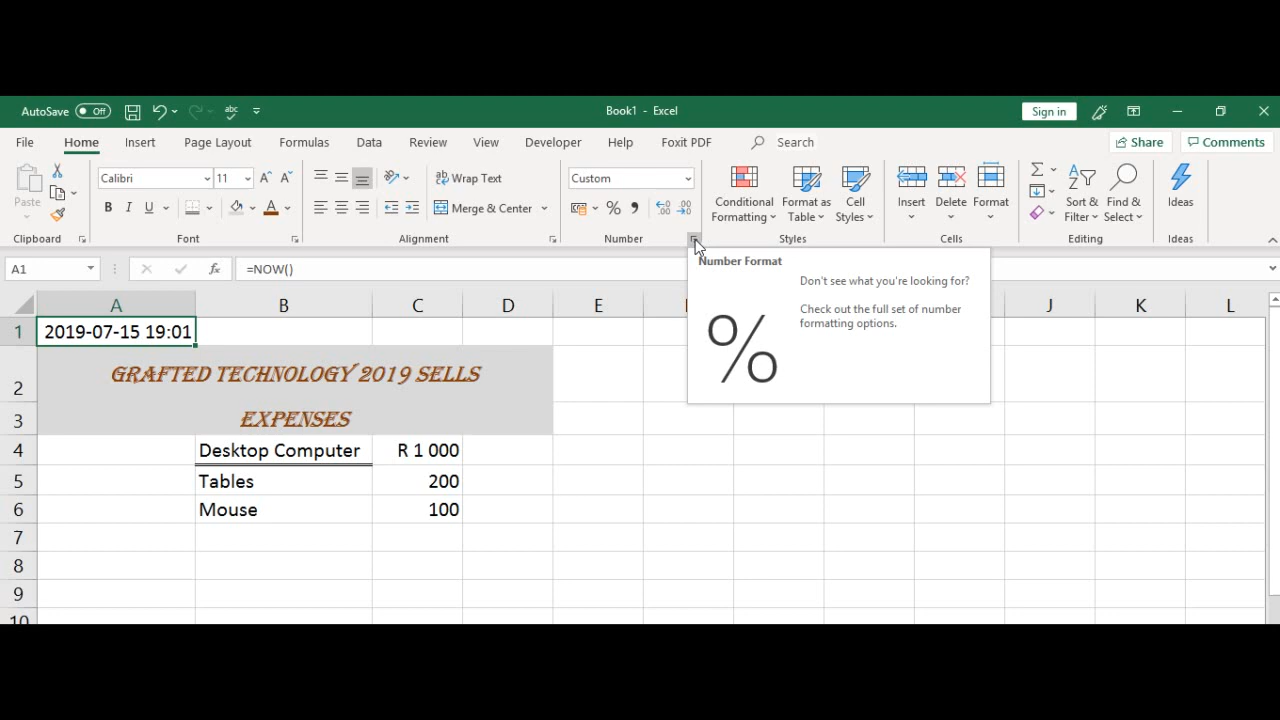 AutoSave Off Book1 - Excel Sign in
File Home Insert Page Layout Formulas Data Review View Developer Help Foxit PDF Search Share Comments
Paste Calibri 11 A A Wrap Text Custom Conditional Formatting Format as Table Cell Styles Insert Delete Format Sort & Filter Find & Select Ideas
B I U A Merge & Center % ,
Clipboard Font Alignment Number Styles Cells Editing Ideas
A1 fx =NOW()
Number Format
Don't see what you're looking for?
Check out the full set of number
formatting options.
%
A B C D E J K L
1 2019-07-15 19:01
2 GRAFTED TECHNOLOGY 2019 SELLS
3 EXPENSES
4 Desktop Computer R 1 000
5 Tables 200
6 Mouse 100
7
8
9
10